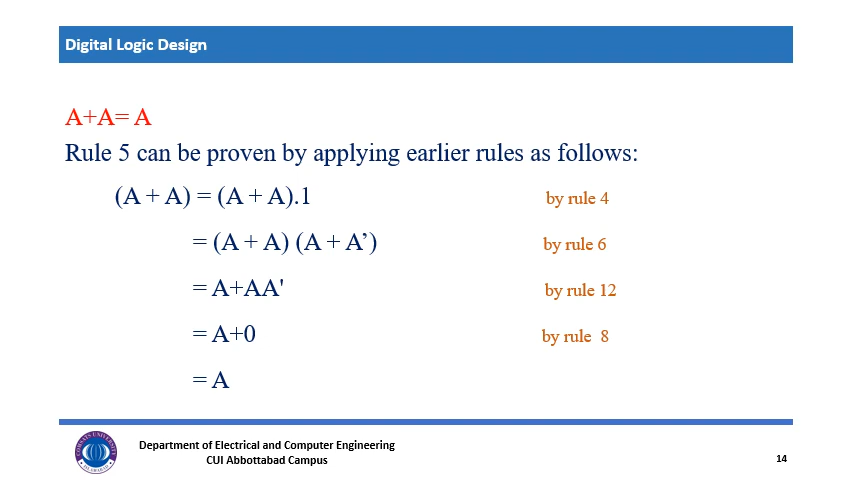 Digital Logic Design
A+A= A
Rule 5 can be proven by applying earlier rules as follows:
(A + A) = (A + A).1 by rule 4
= (A + A) (A + A’) by rule 6
= A+AA' by rule 12
= A+0 by rule 8
= A
Department of Electrical and Computer Engineering
CUI Abbottabad Campus
14